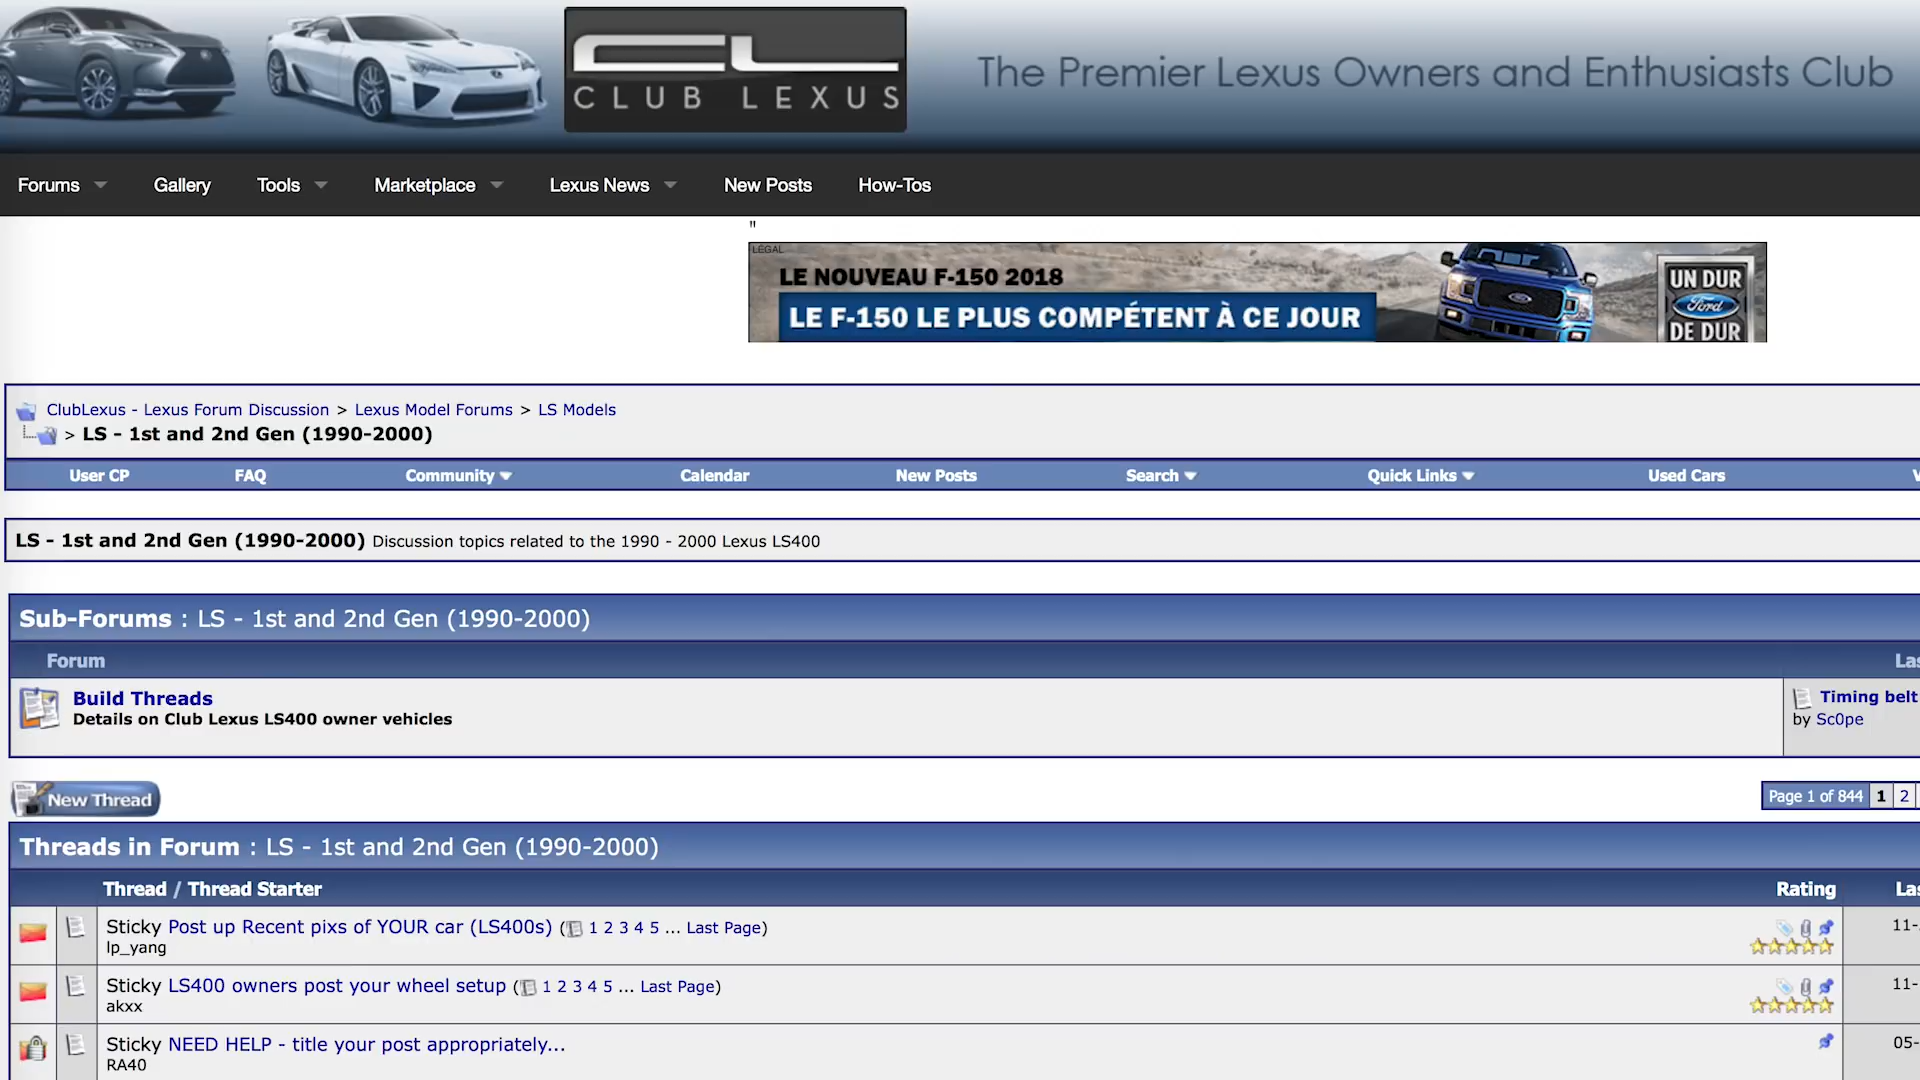 CL
CLUB LEXUS
The Premier Lexus Owners and Enthusiasts Club
Forums Gallery Tools Marketplace Lexus News New Posts How-Tos
"
LÉGAL
LE NOUVEAU F-150 2018
LE F-150 LE PLUS COMPÉTENT À CE JOUR
UN DUR
Ford
DE DUR
ClubLexus - Lexus Forum Discussion > Lexus Model Forums > LS Models
> LS - 1st and 2nd Gen (1990-2000)
User CP FAQ Community Calendar New Posts Search Quick Links Used Cars
LS - 1st and 2nd Gen (1990-2000) Discussion topics related to the 1990 - 2000 Lexus LS400
Sub-Forums : LS - 1st and 2nd Gen (1990-2000)
Forum Las
Build Threads
Details on Club Lexus LS400 owner vehicles
Timing belt
by Sc0pe
New Thread
Page 1 of 844 1 2
Threads in Forum : LS - 1st and 2nd Gen (1990-2000)
Thread / Thread Starter Rating Las
Sticky Post up Recent pixs of YOUR car (LS400s) ( 1 2 3 4 5 ... Last Page) 11-
lp_yang
Sticky LS400 owners post your wheel setup ( 1 2 3 4 5 ... Last Page) 11-
akxx
Sticky NEED HELP - title your post appropriately... 05-
RA40